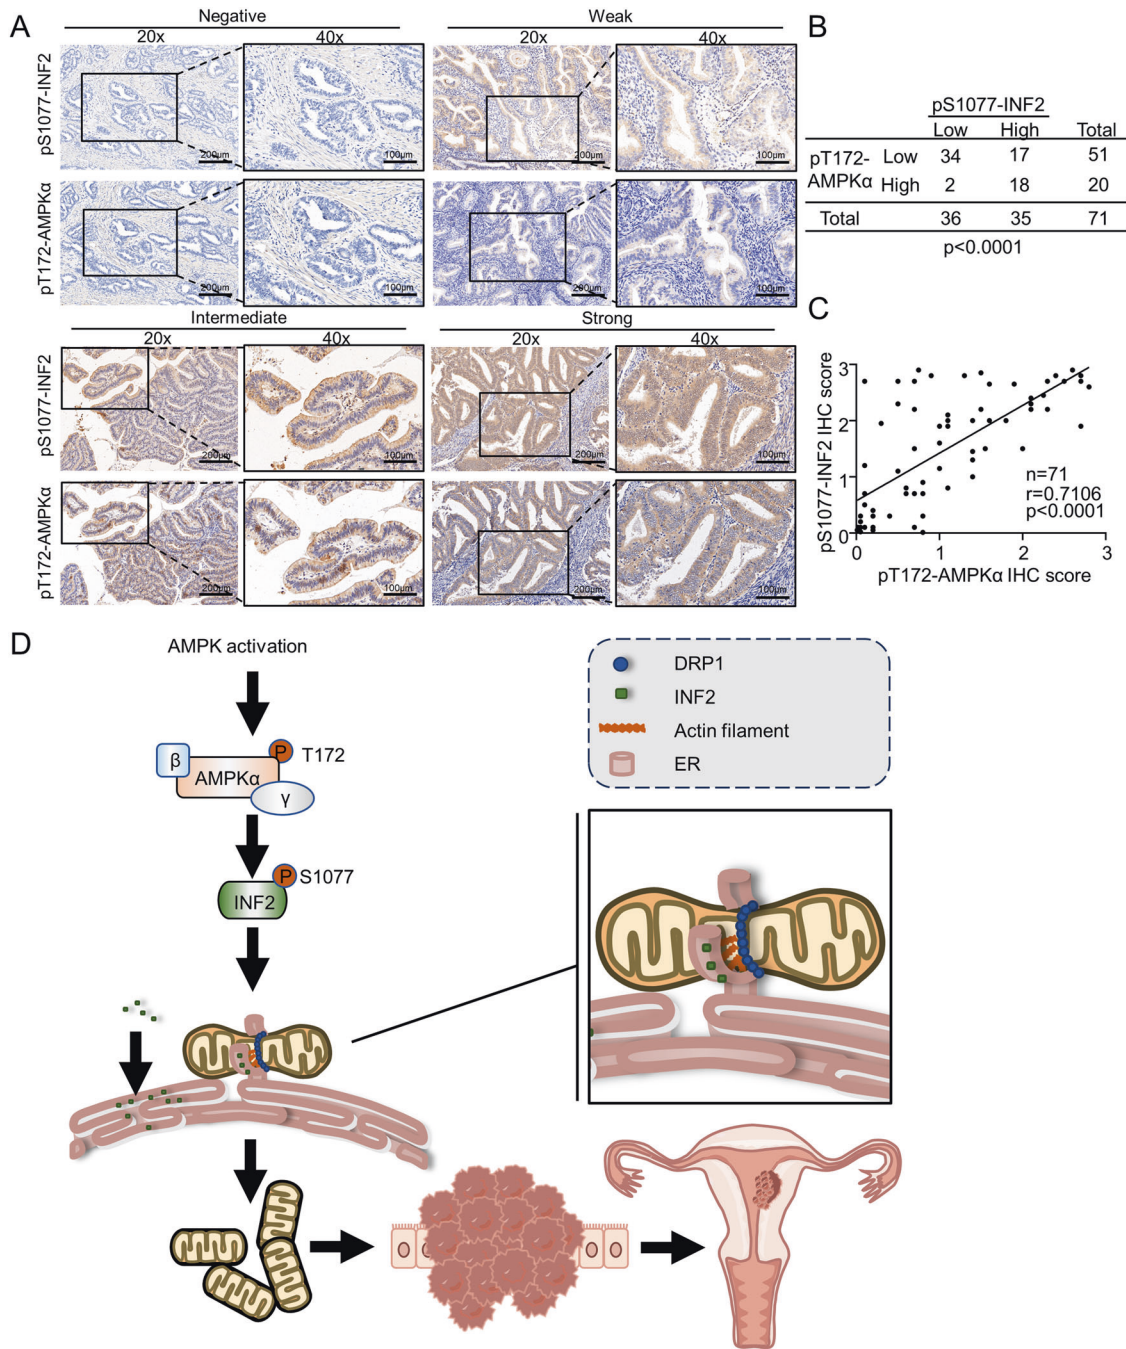 A
Negative
Weak
20x 40x 20x 40x
pS1077-INF2
200µm 100µm 200µm 100µm
pT172-AMPKα
200µm 100µm 200µm 100µm
Intermediate
Strong
20x 40x 20x 40x
pS1077-INF2
200µm 100µm 200µm 100µm
pT172-AMPKα
200µm 100µm 200µm 100µm
B
pS1077-INF2
Low High Total
pT172-AMPKα
Low 34 17 51
High 2 18 20
Total 36 35 71
p<0.0001
C
pS1077-INF2 IHC score
3
2
1
0
n=71
r=0.7106
p<0.0001
0 1 2 3
pT172-AMPKα IHC score
D
AMPK activation
P T172
β
AMPKα
γ
P S1077
INF2
DRP1
INF2
Actin filament
ER